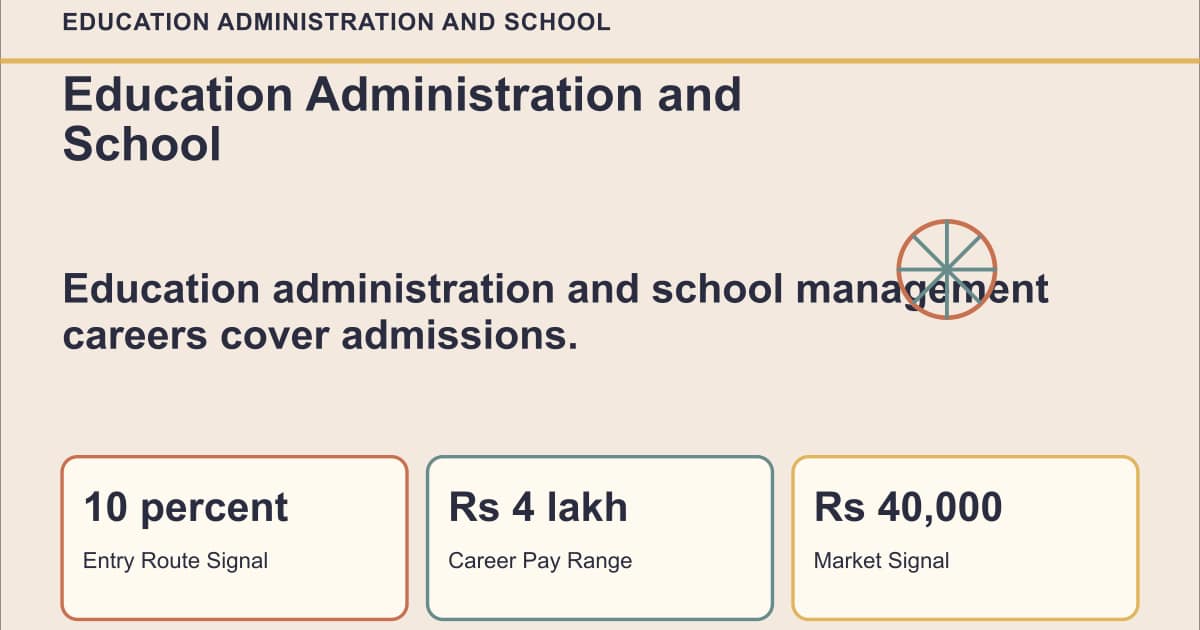 EDUCATION ADMINISTRATION AND SCHOOL
Education Administration and
School
Education administration and school management
careers cover admissions.
10 percent
Entry Route Signal
Rs 4 lakh
Career Pay Range
Rs 40,000
Market Signal